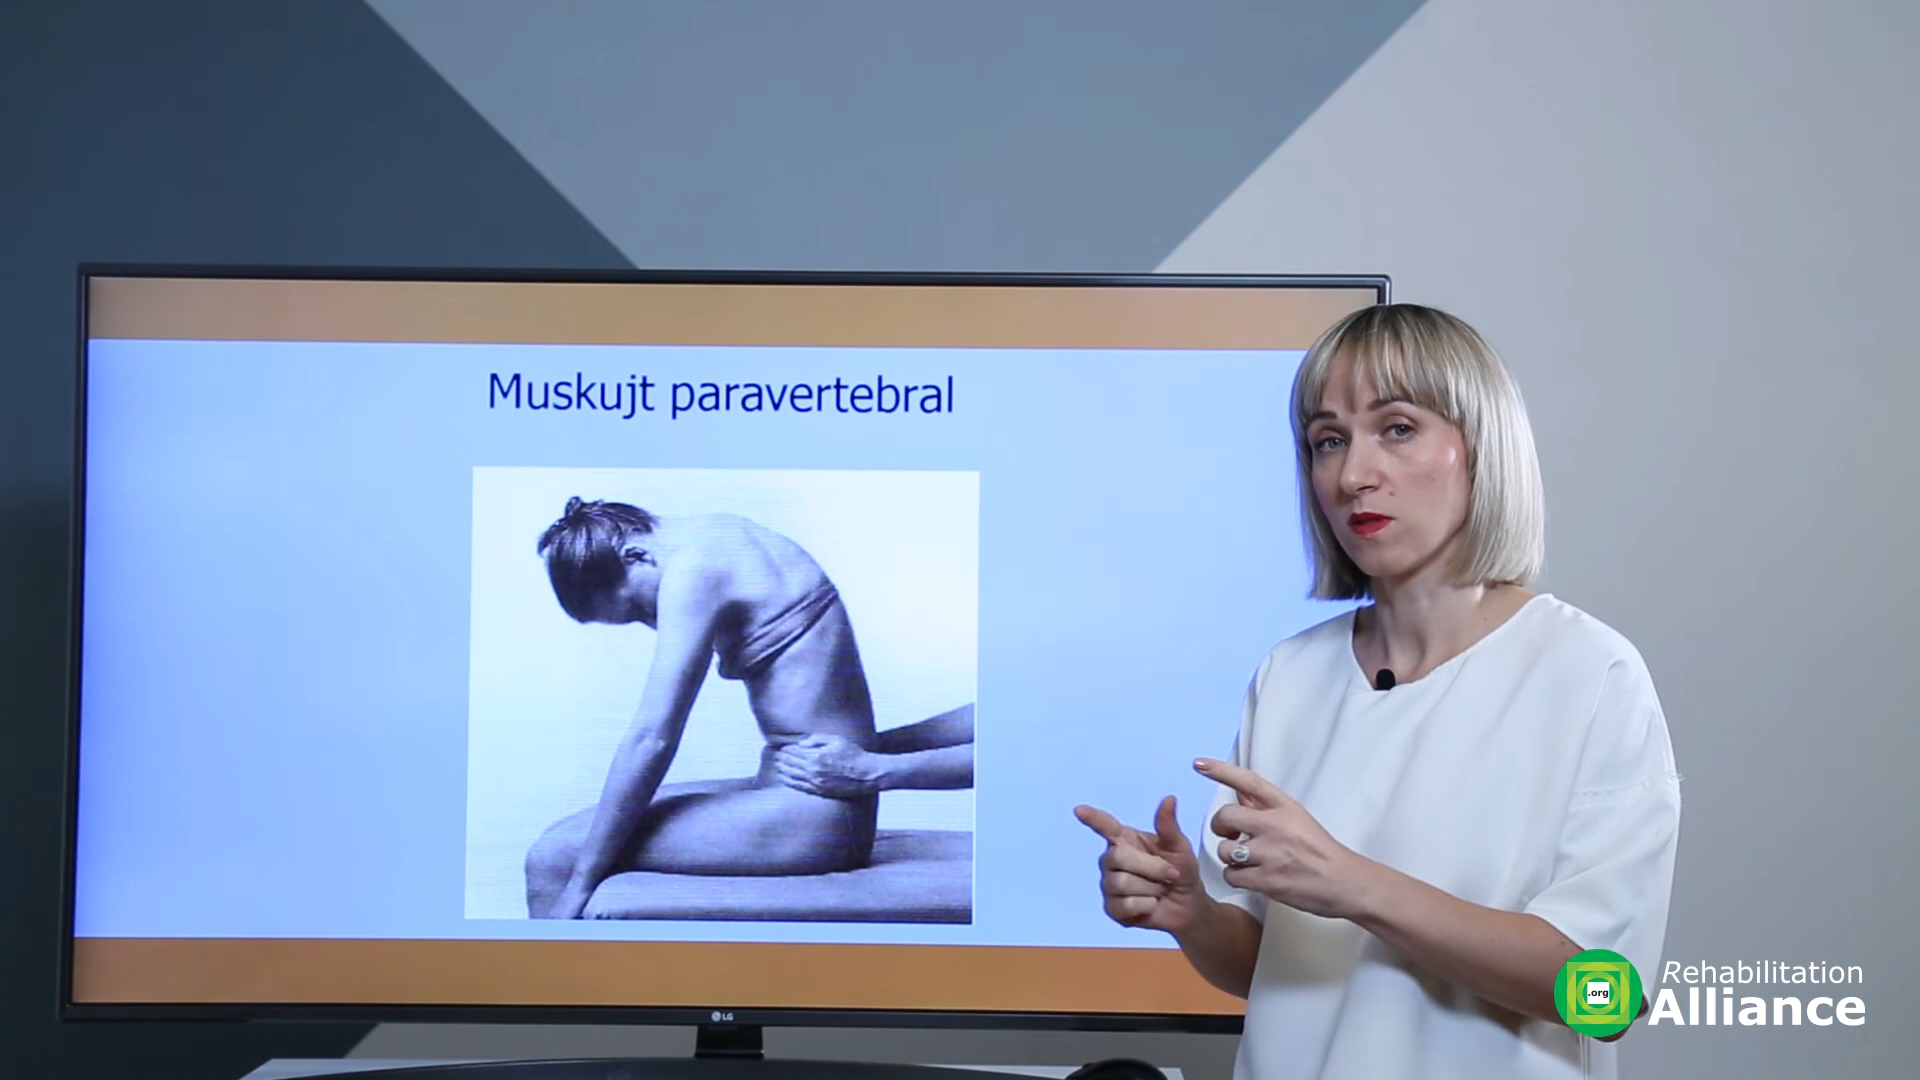 Muskujt paravertebral
LG
.org
Rehabilitation
Alliance